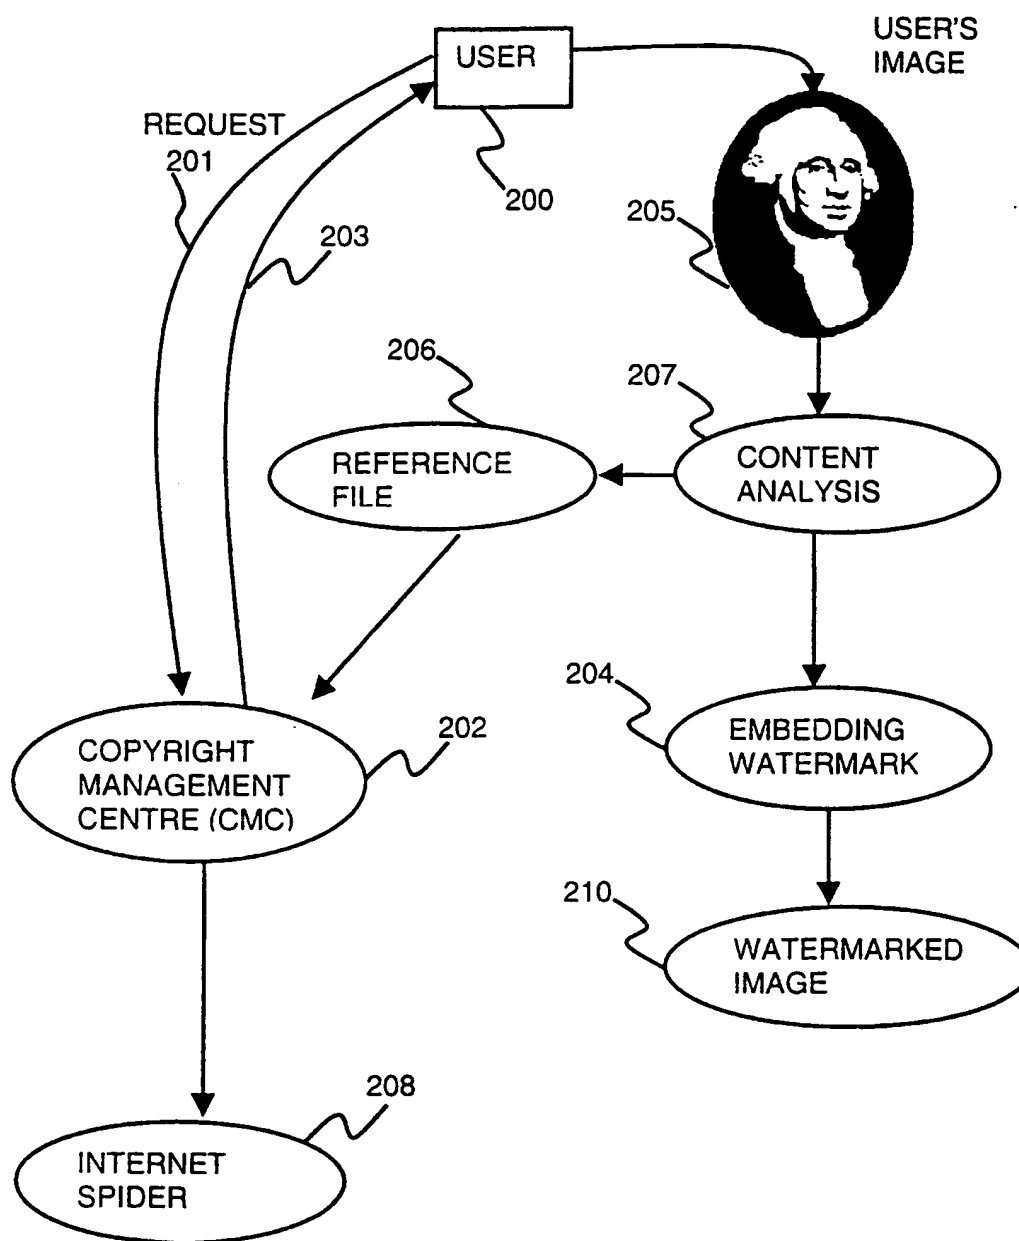 USER'S
IMAGE
USER
REQUEST
201
200
205
203
206
207
REFERENCE
FILE
CONTENT
ANALYSIS
204
202
EMBEDDING
WATERMARK
COPYRIGHT
MANAGEMENT
CENTRE (CMC)
210
WATERMARKED
IMAGE
208
INTERNET
SPIDER